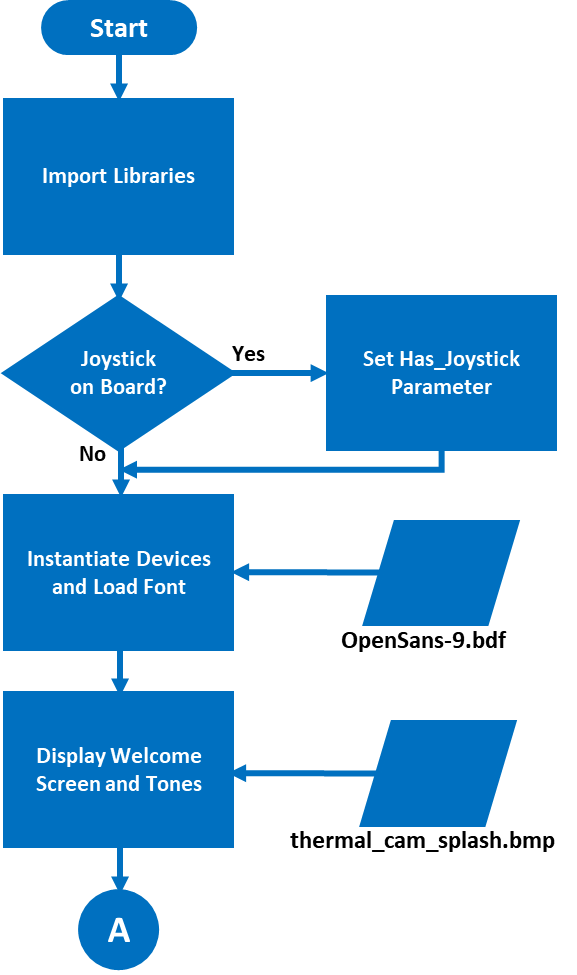 Start
Import Libraries
Joystick
on Board?
Yes
Set Has_Joystick
Parameter
No
Instantiate Devices
and Load Font
OpenSans-9.bdf
Display Welcome
Screen and Tones
thermal_cam_splash.bmp
A